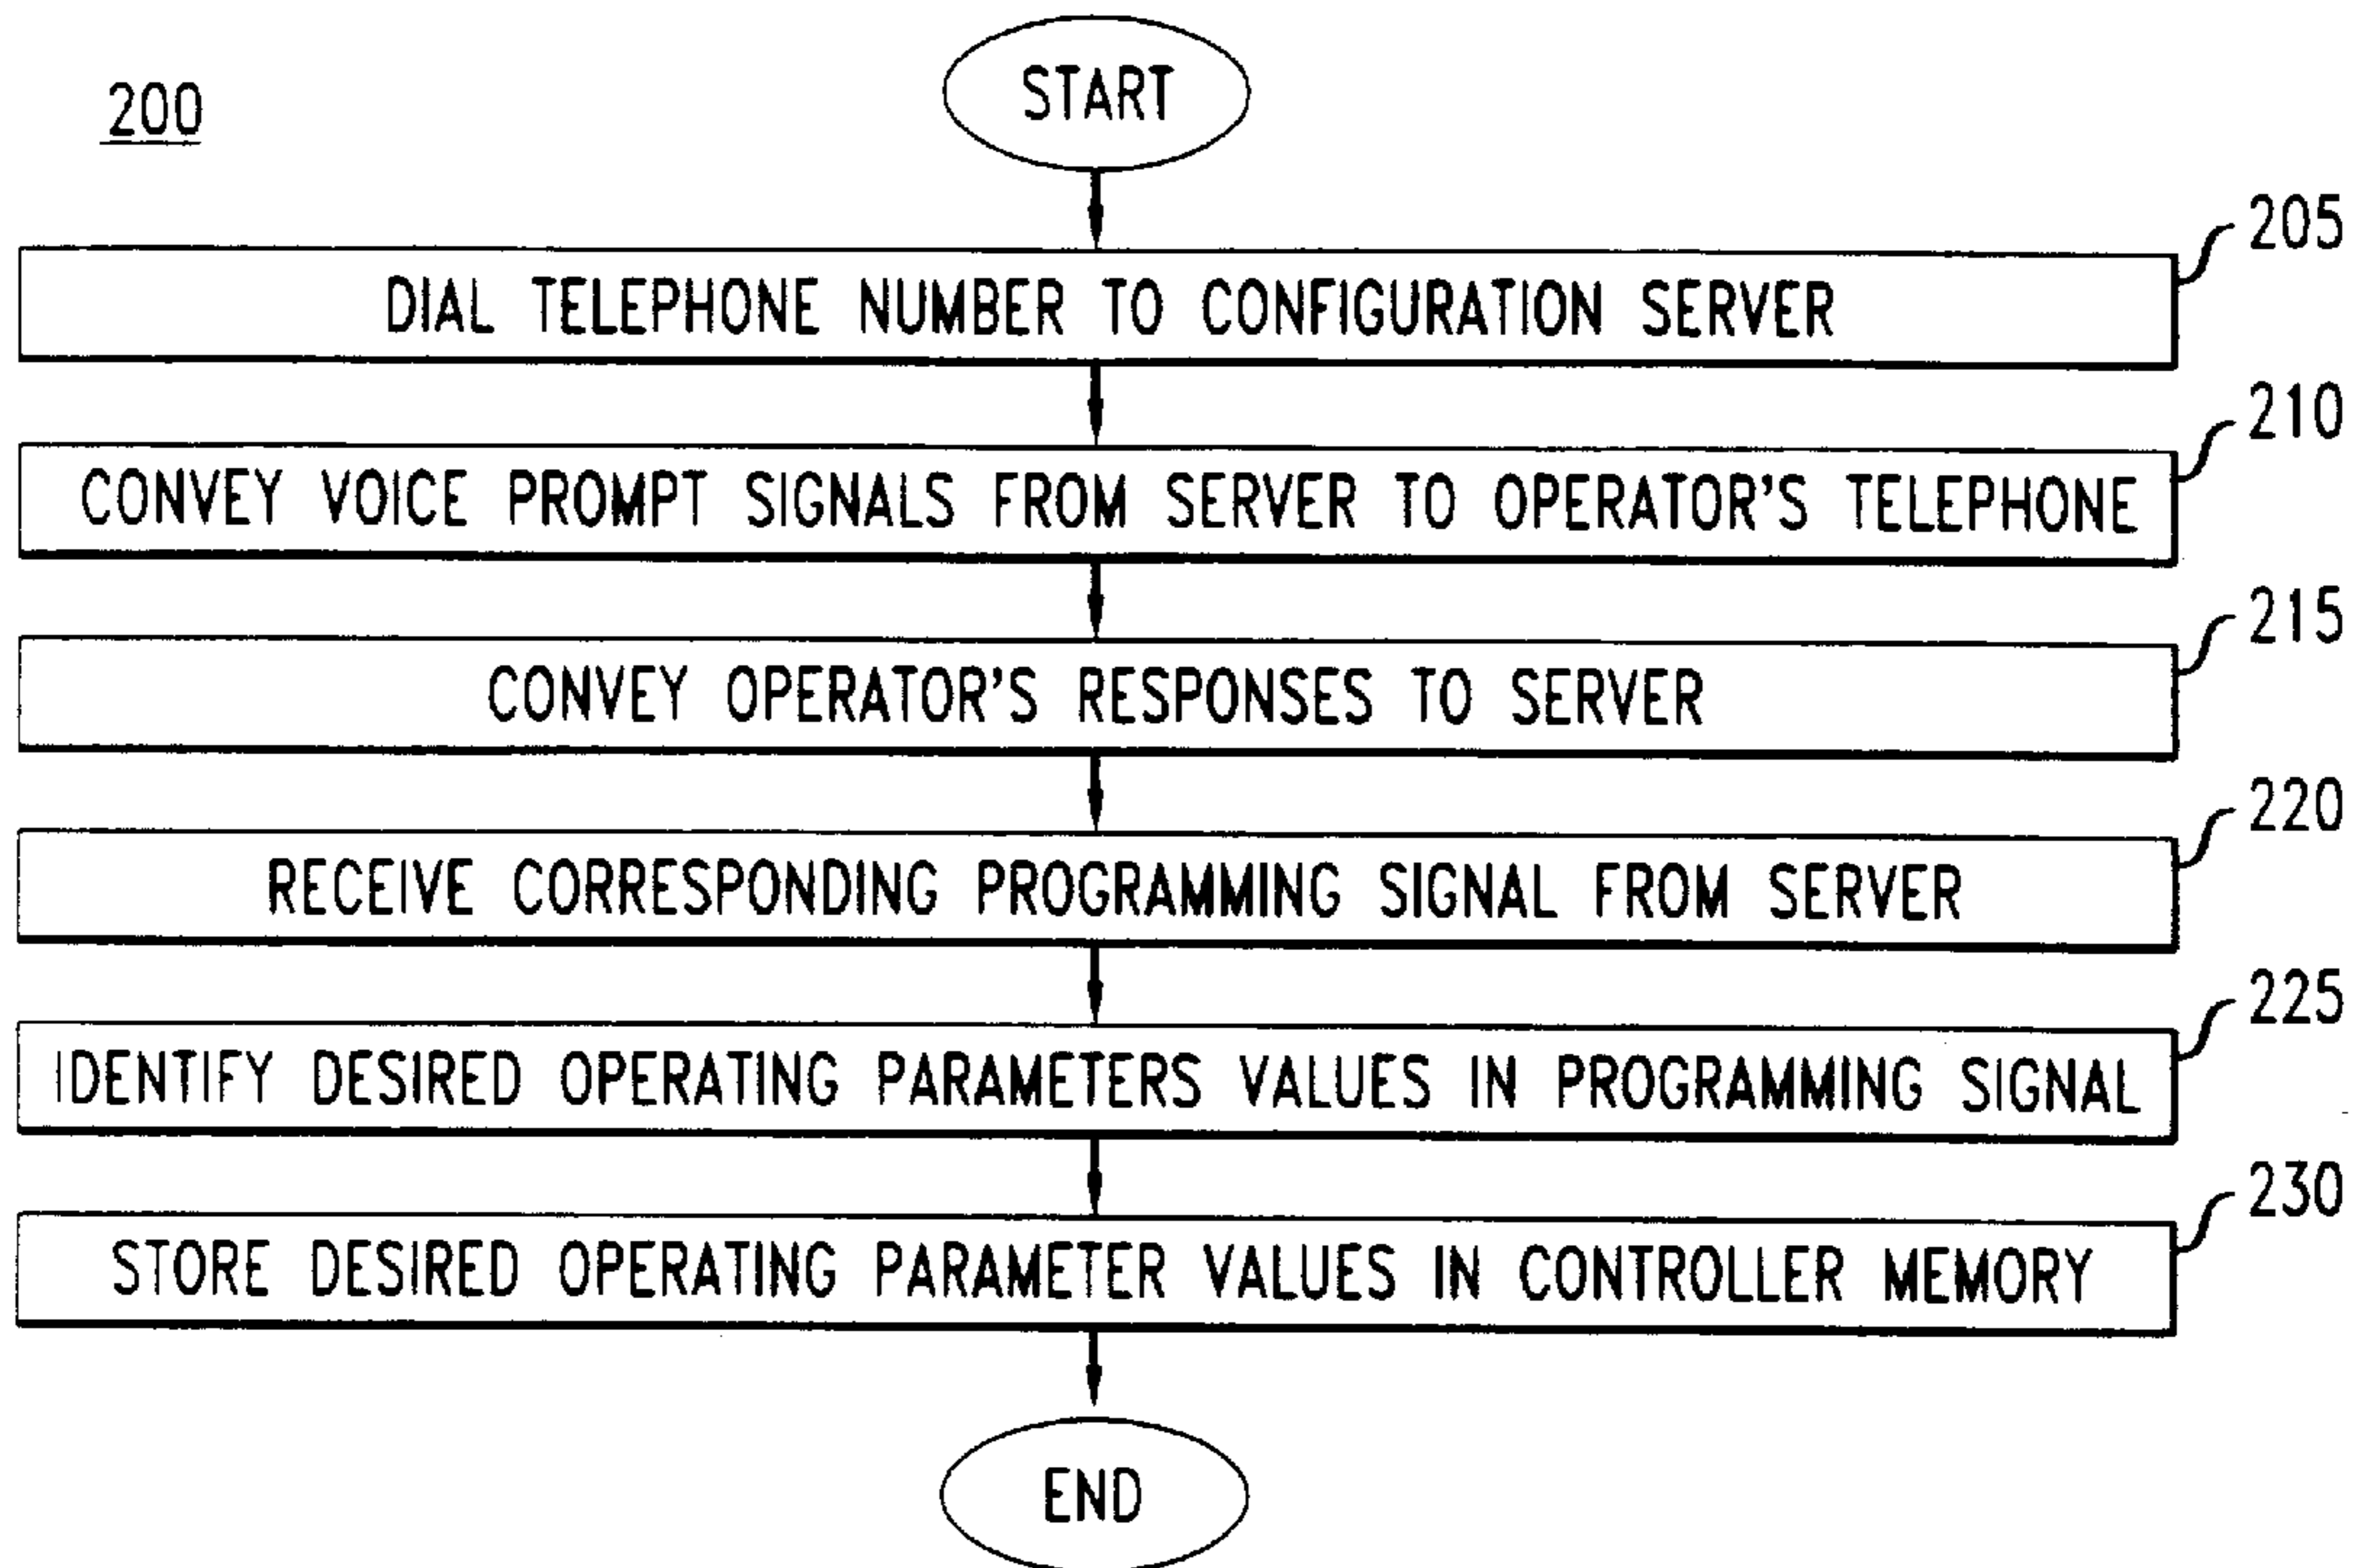 200
START
205
DIAL TELEPHONE NUMBER TO CONFIGURATION SERVER
210
CONVEY VOICE PROMPT SIGNALS FROM SERVER TO OPERATOR'S TELEPHONE
215
CONVEY OPERATOR'S RESPONSES TO SERVER
220
RECEIVE CORRESPONDING PROGRAMMING SIGNAL FROM SERVER
225
IDENTIFY DESIRED OPERATING PARAMETERS VALUES IN PROGRAMMING SIGNAL
230
STORE DESIRED OPERATING PARAMETER VALUES IN CONTROLLER MEMORY
END